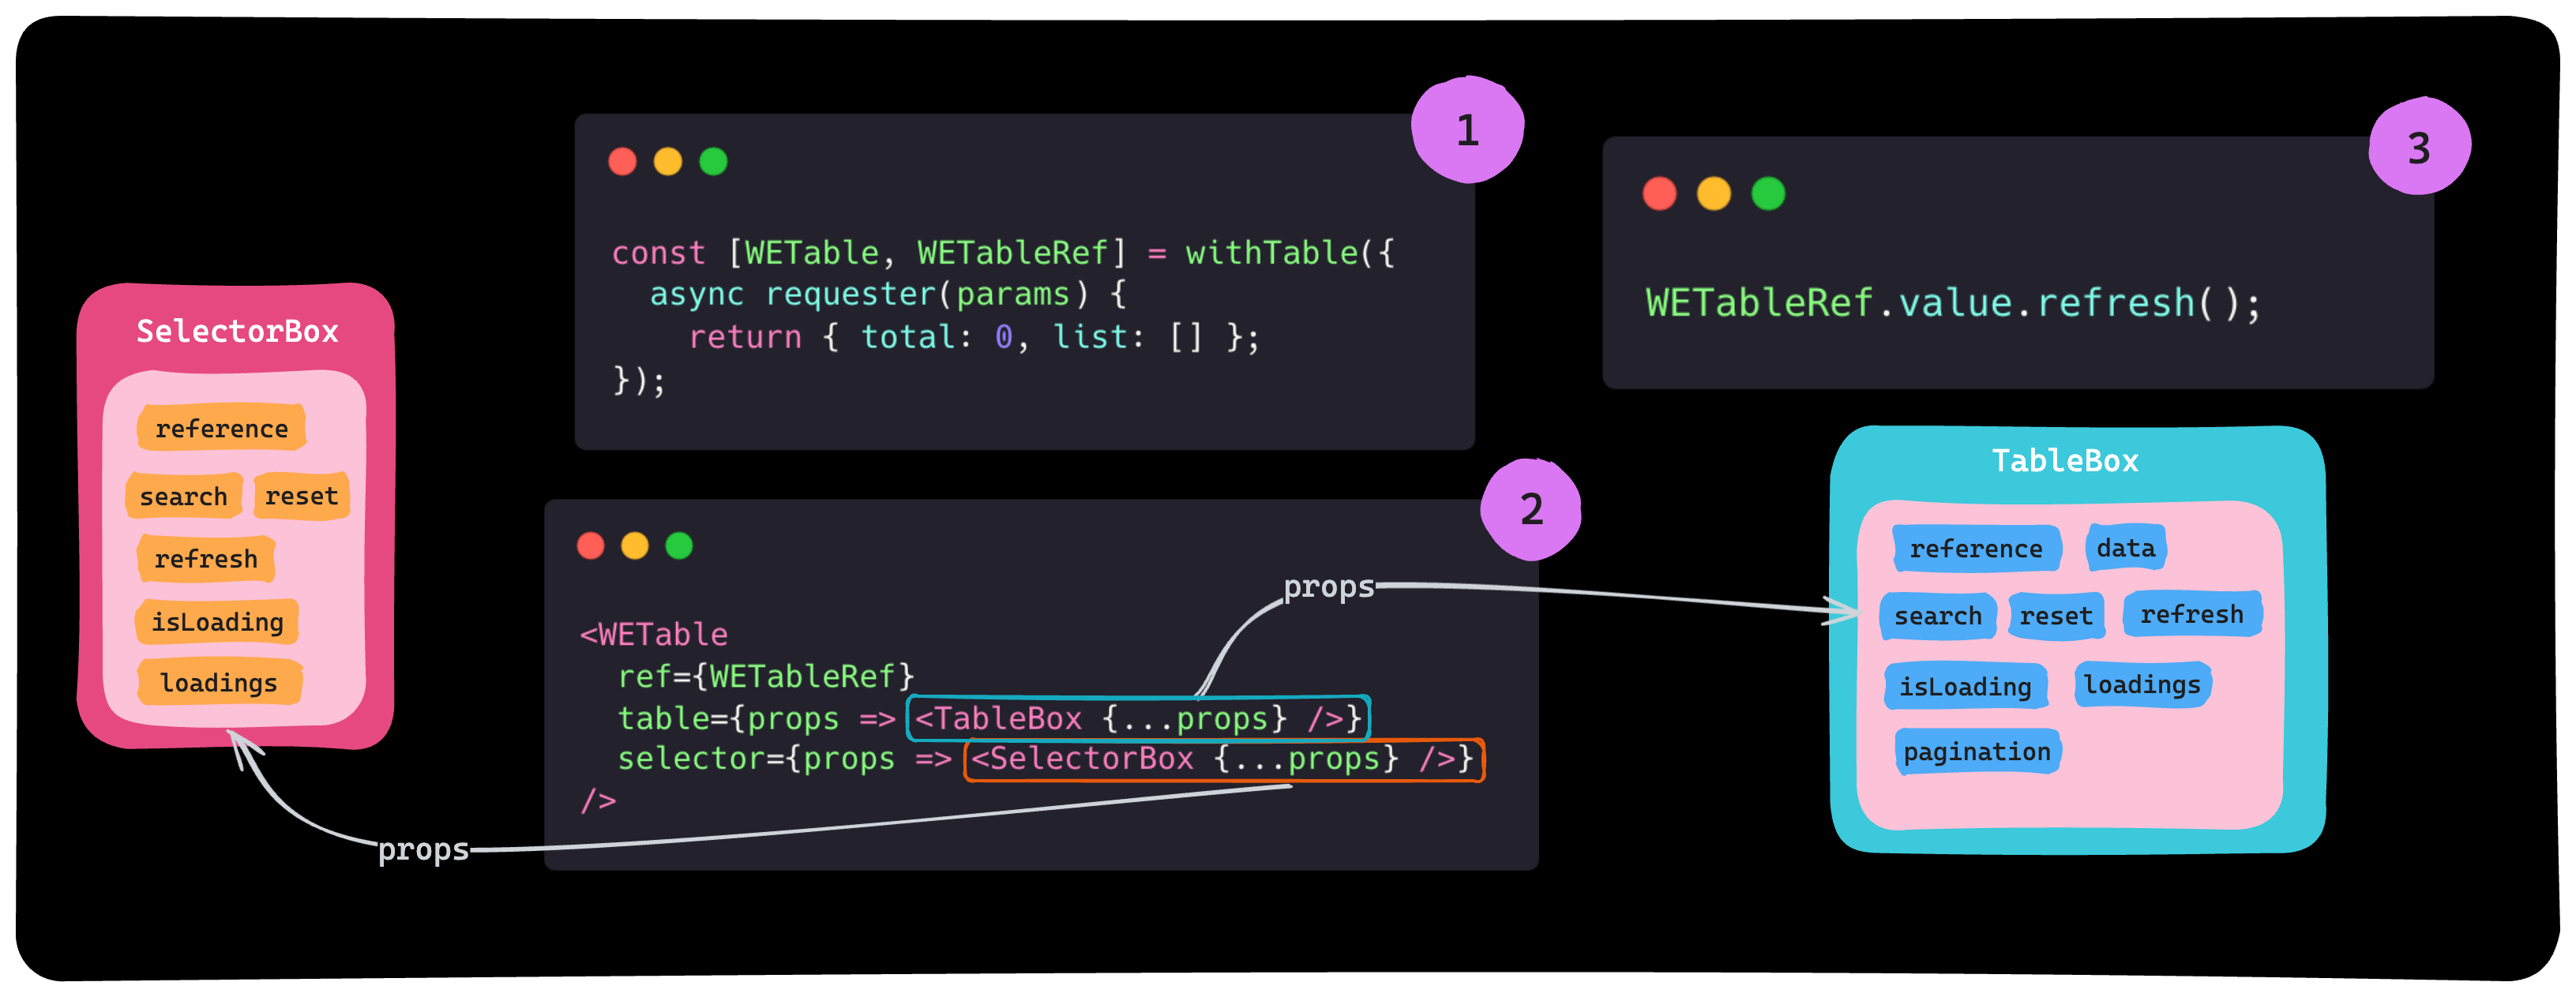 SelectorBox
reference
search reset
refresh
isLoading
loadings
1
const [WETable, WETableRef] = withTable({
  async requester(params) {
    return { total: 0, list: [] };
});
2
<WETable
  ref={WETableRef}
  table={props => <TableBox {...props} />}
  selector={props => <SelectorBox {...props} />}
/>
props
props
3
WETableRef.value.refresh();
TableBox
reference data
search reset refresh
isLoading loadings
pagination